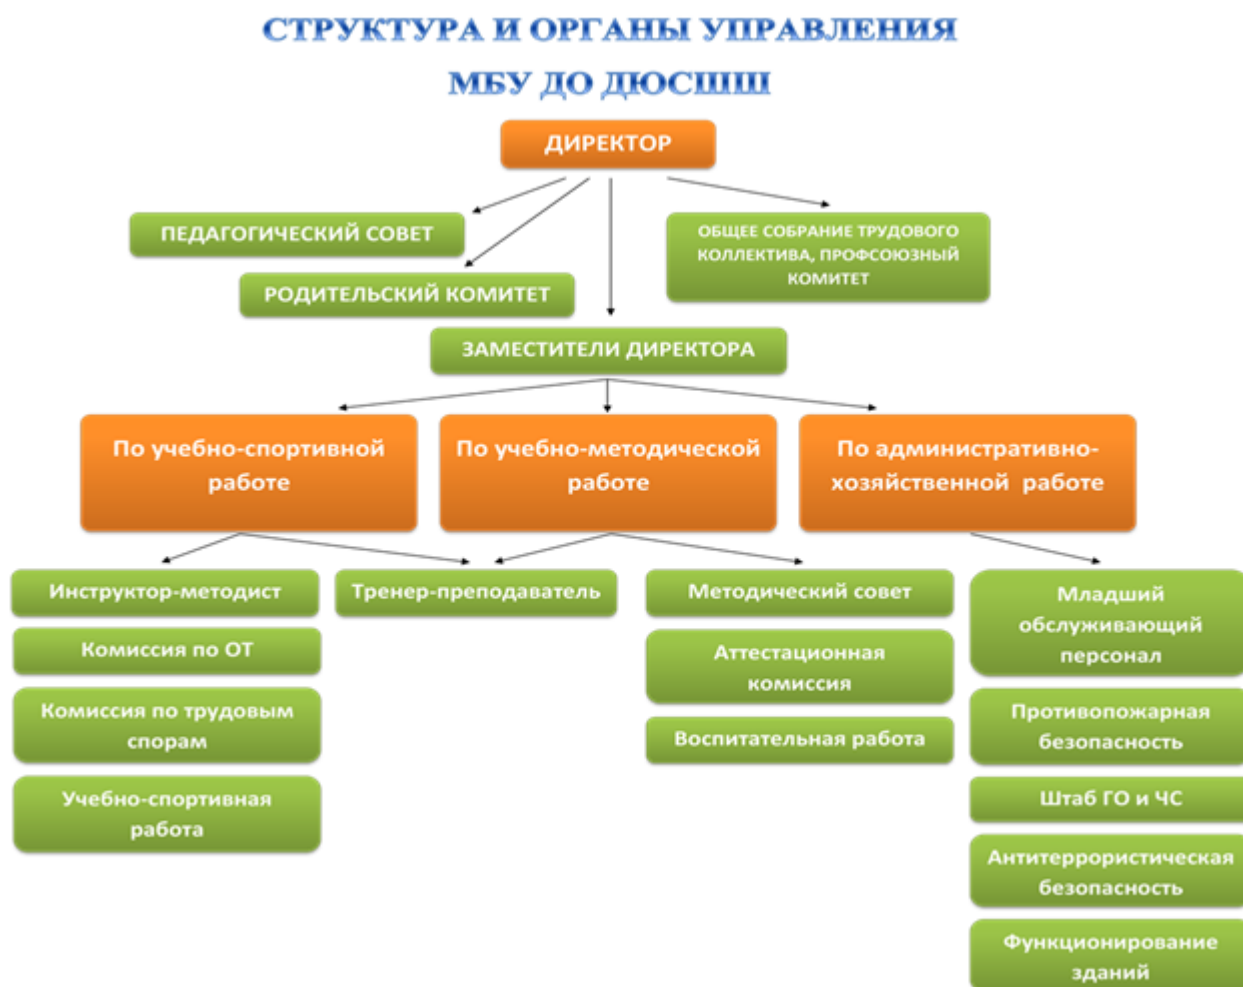 СТРУКТУРА И ОРГАНЫ УПРАВЛЕНИЯ
МБУ ДО ДЮСШШ
ДИРЕКТОР
ПЕДАГОГИЧЕСКИЙ СОВЕТ
ОБЩЕЕ СОБРАНИЕ ТРУДОВОГО
КОЛЛЕКТИВА, ПРОФСОЮЗНЫЙ
КОМИТЕТ
РОДИТЕЛЬСКИЙ КОМИТЕТ
ЗАМЕСТИТЕЛИ ДИРЕКТОРА
По учебно-спортивной
работе
По учебно-методической
работе
По административно-
хозяйственной работе
Инструктор-методист
Комиссия по ОТ
Комиссия по трудовым
спорам
Учебно-спортивная
работа
Тренер-преподаватель
Методический совет
Аттестационная
комиссия
Воспитательная работа
Младший
обслуживающий
персонал
Противопожарная
безопасность
Штаб ГО и ЧС
Антитеррористическая
безопасность
Функционирование
зданий